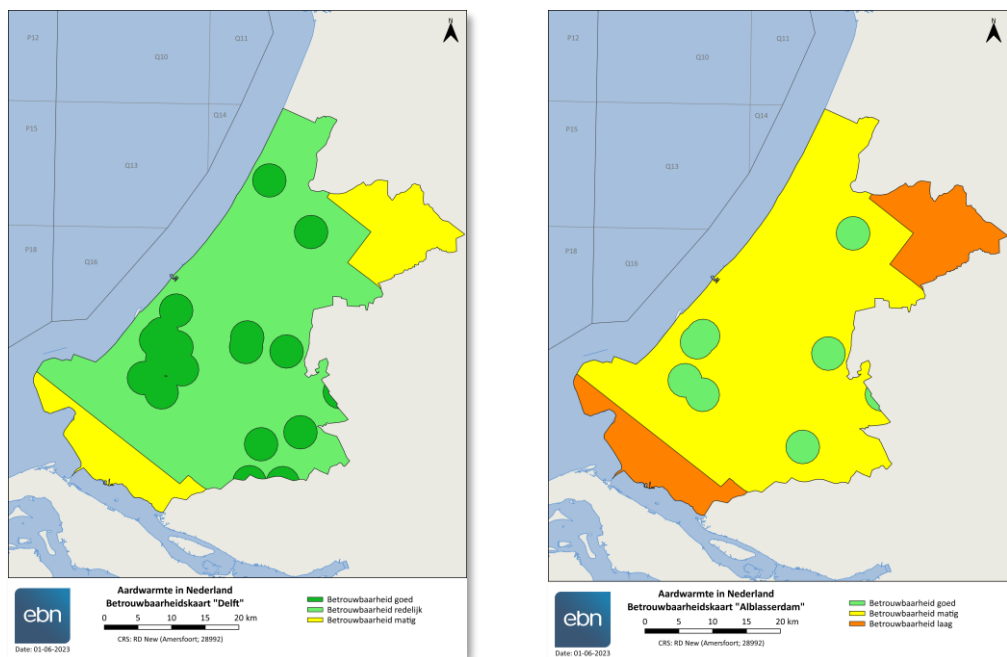 N
P12
Q11
Q10
Q14
P15
Q13
P18
Q16
ebn
Date: 01-06-2023
Aardwarmte in Nederland
Betrouwbaarheidskaart "Delft"
0 5 10 15 20 km
CRS: RD New (Amersfoort; 28992)
Betrouwbaarheid goed
Betrouwbaarheid redelijk
Betrouwbaarheid matig
N
P12
Q11
Q10
Q14
P15
Q13
P18
Q16
ebn
Date: 01-06-2023
Aardwarmte in Nederland
Betrouwbaarheidskaart "Alblasserdam"
0 5 10 15 20 km
CRS: RD New (Amersfoort; 28992)
Betrouwbaarheid goed
Betrouwbaarheid matig
Betrouwbaarheid laag